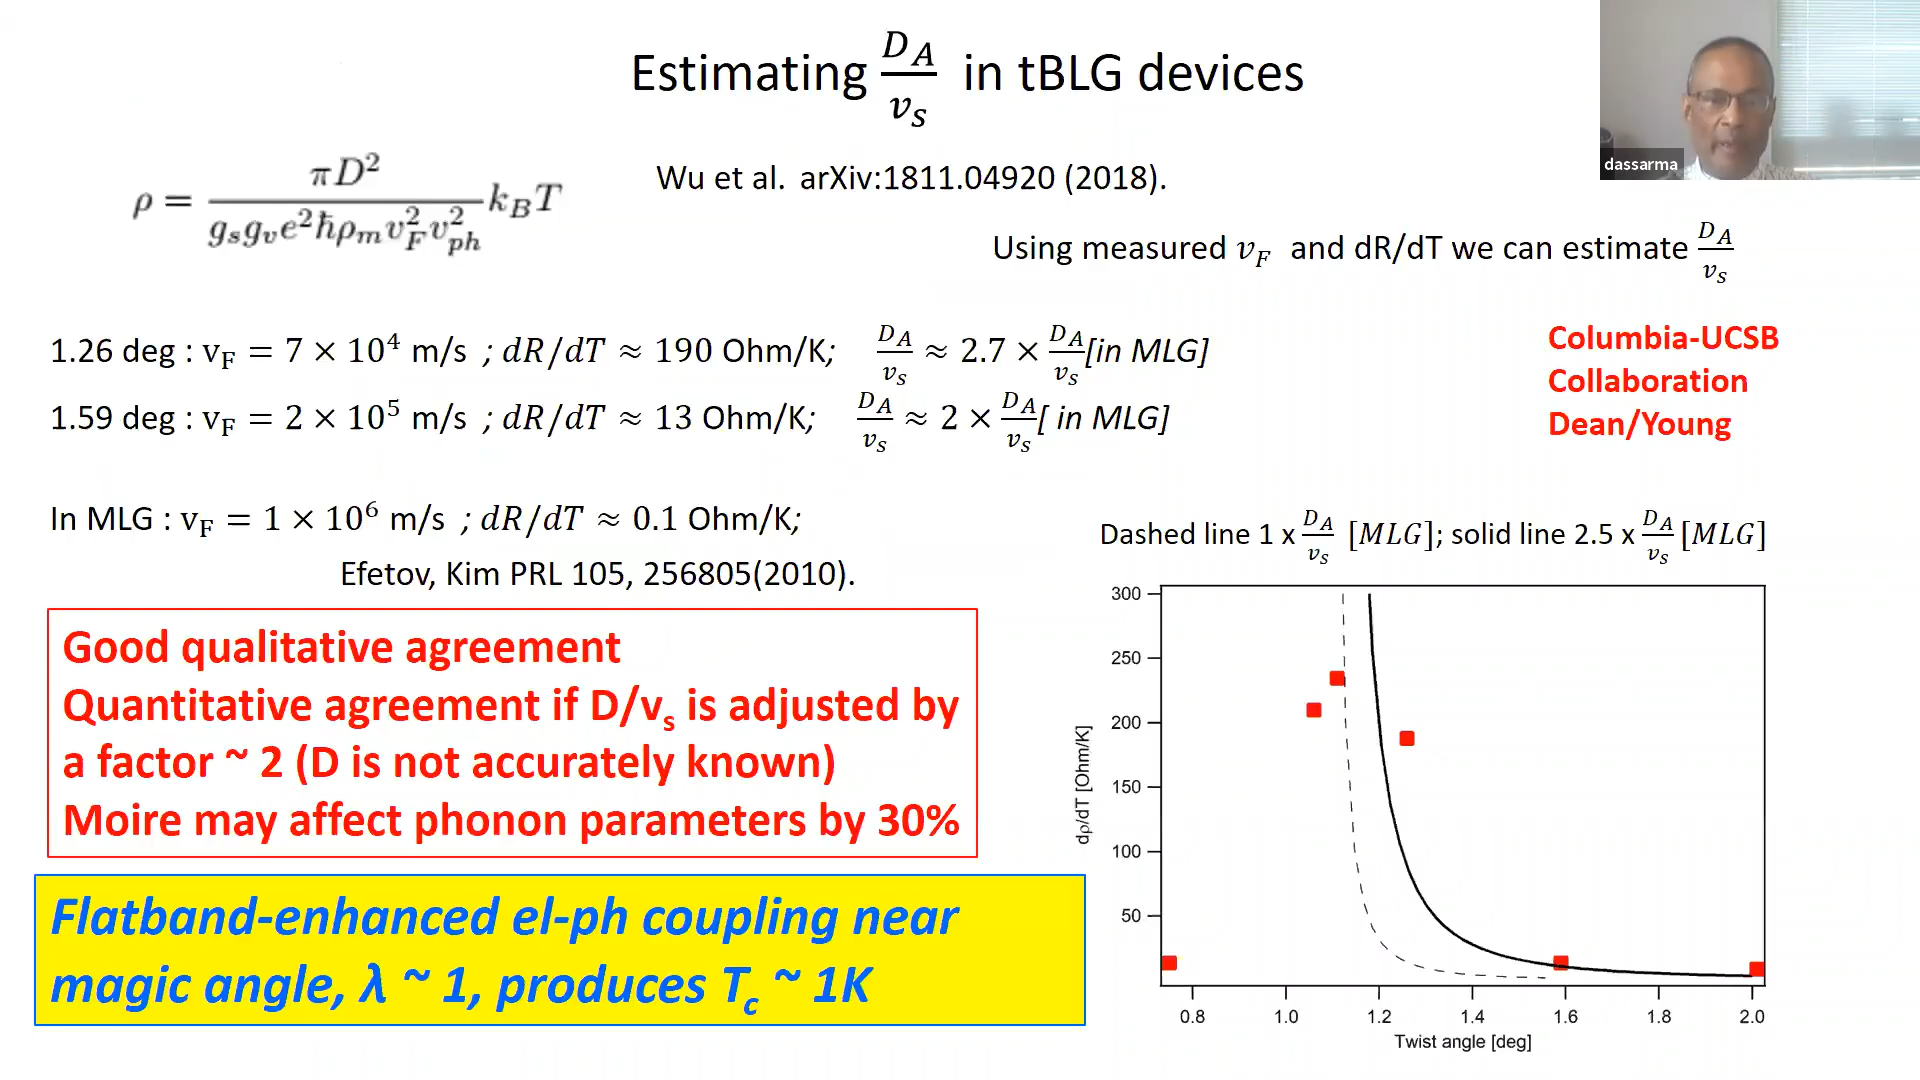 Estimating D_A/v_s in tBLG devices
dassarma
ρ = πD²/(g_s g_v e² ħ ρ_m v_F² v_ph²) k_B T
Wu et al. arXiv:1811.04920 (2018).
Using measured v_F and dR/dT we can estimate D_A/v_s
1.26 deg : v_F = 7 × 10⁴ m/s ; dR/dT ≈ 190 Ohm/K; D_A/v_s ≈ 2.7 × D_A/v_s [in MLG]
1.59 deg : v_F = 2 × 10⁵ m/s ; dR/dT ≈ 13 Ohm/K; D_A/v_s ≈ 2 × D_A/v_s [ in MLG]
Columbia-UCSB
Collaboration
Dean/Young
In MLG : v_F = 1 × 10⁶ m/s ; dR/dT ≈ 0.1 Ohm/K;
Efetov, Kim PRL 105, 256805(2010).
Dashed line 1 x D_A/v_s [MLG]; solid line 2.5 x D_A/v_s [MLG]
Good qualitative agreement
Quantitative agreement if D/v_s is adjusted by
a factor ~ 2 (D is not accurately known)
Moire may affect phonon parameters by 30%
Flatband-enhanced el-ph coupling near
magic angle, λ ~ 1, produces T_c ~ 1K
300
250
200
150
100
50
dρ/dT [Ohm/K]
0.8 1.0 1.2 1.4 1.6 1.8 2.0
Twist angle [deg]